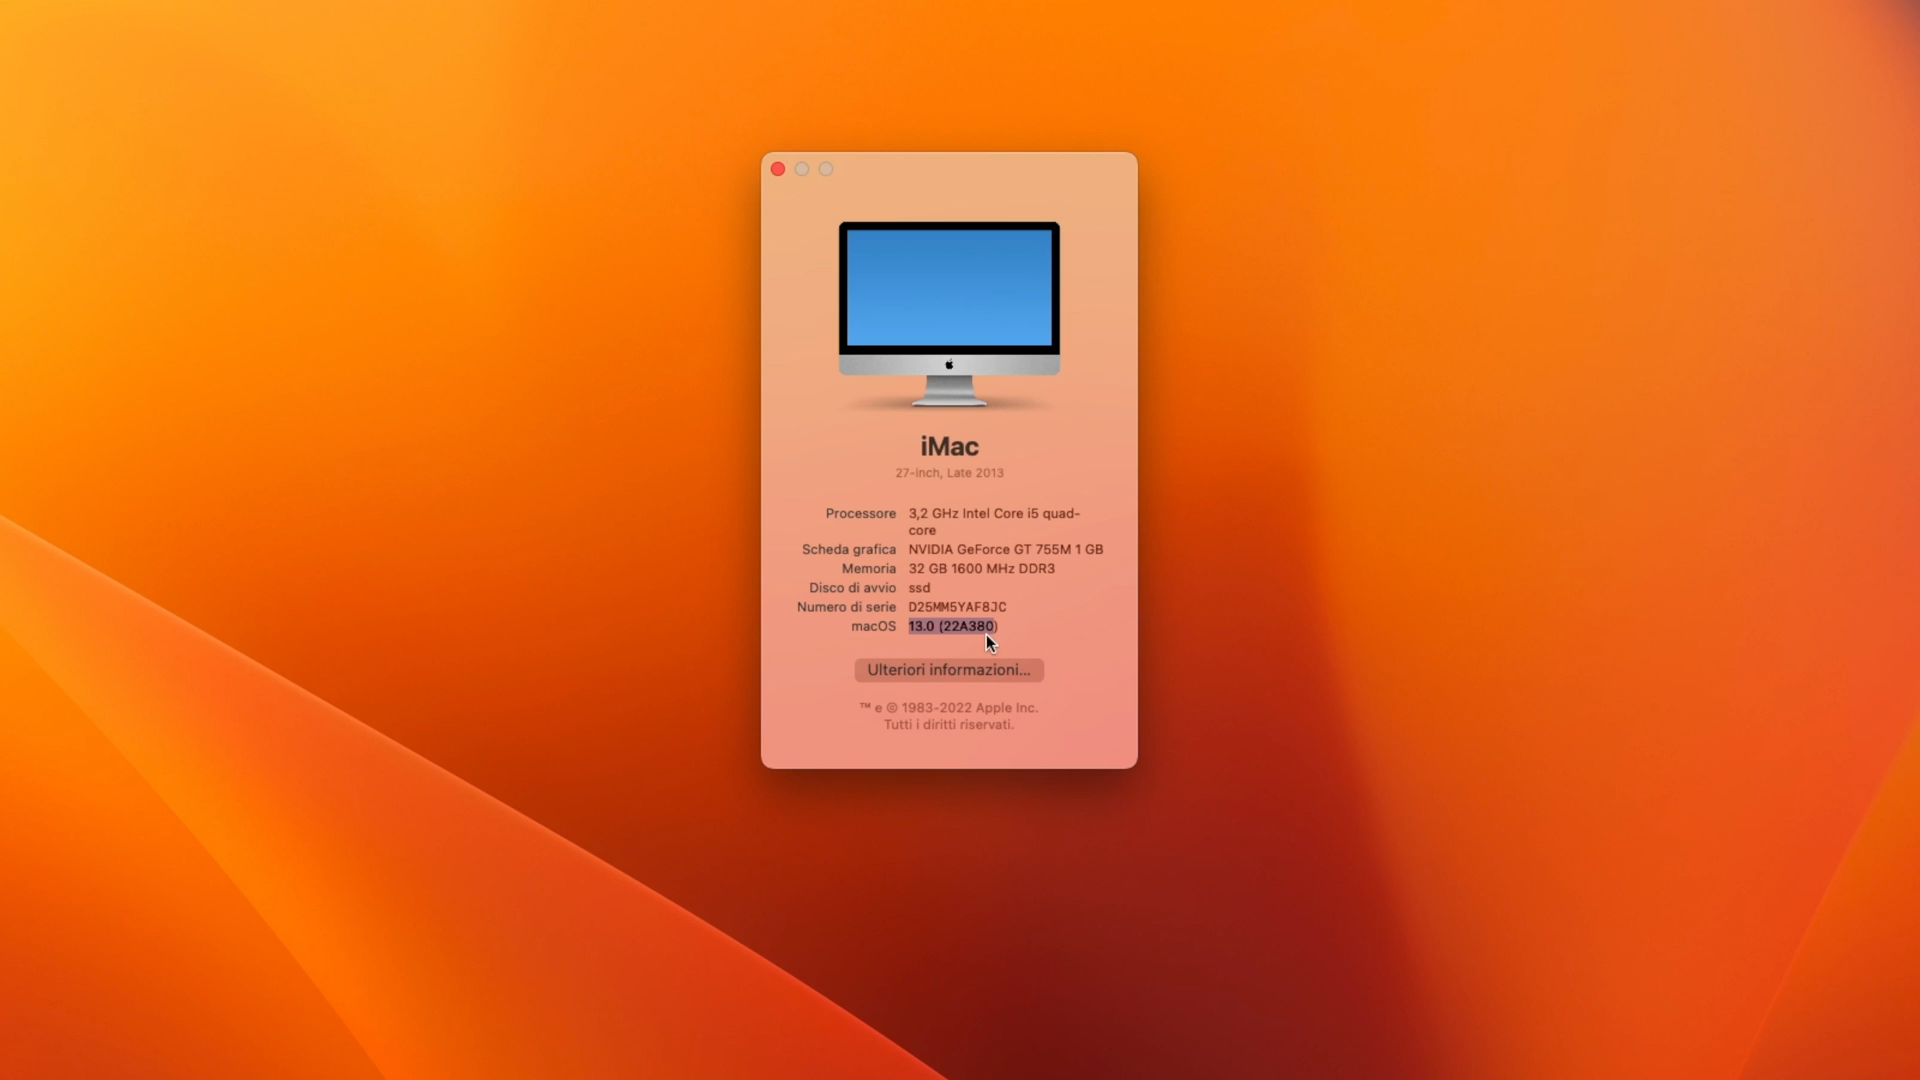 iMac
27-inch, Late 2013
Processore 3,2 GHz Intel Core i5 quad-
core
Scheda grafica NVIDIA GeForce GT 755M 1 GB
Memoria 32 GB 1600 MHz DDR3
Disco di avvio ssd
Numero di serie D25MM5YAF8JC
macOS 13.0 (22A380)
Ulteriori informazioni...
™ e © 1983-2022 Apple Inc.
Tutti i diritti riservati.